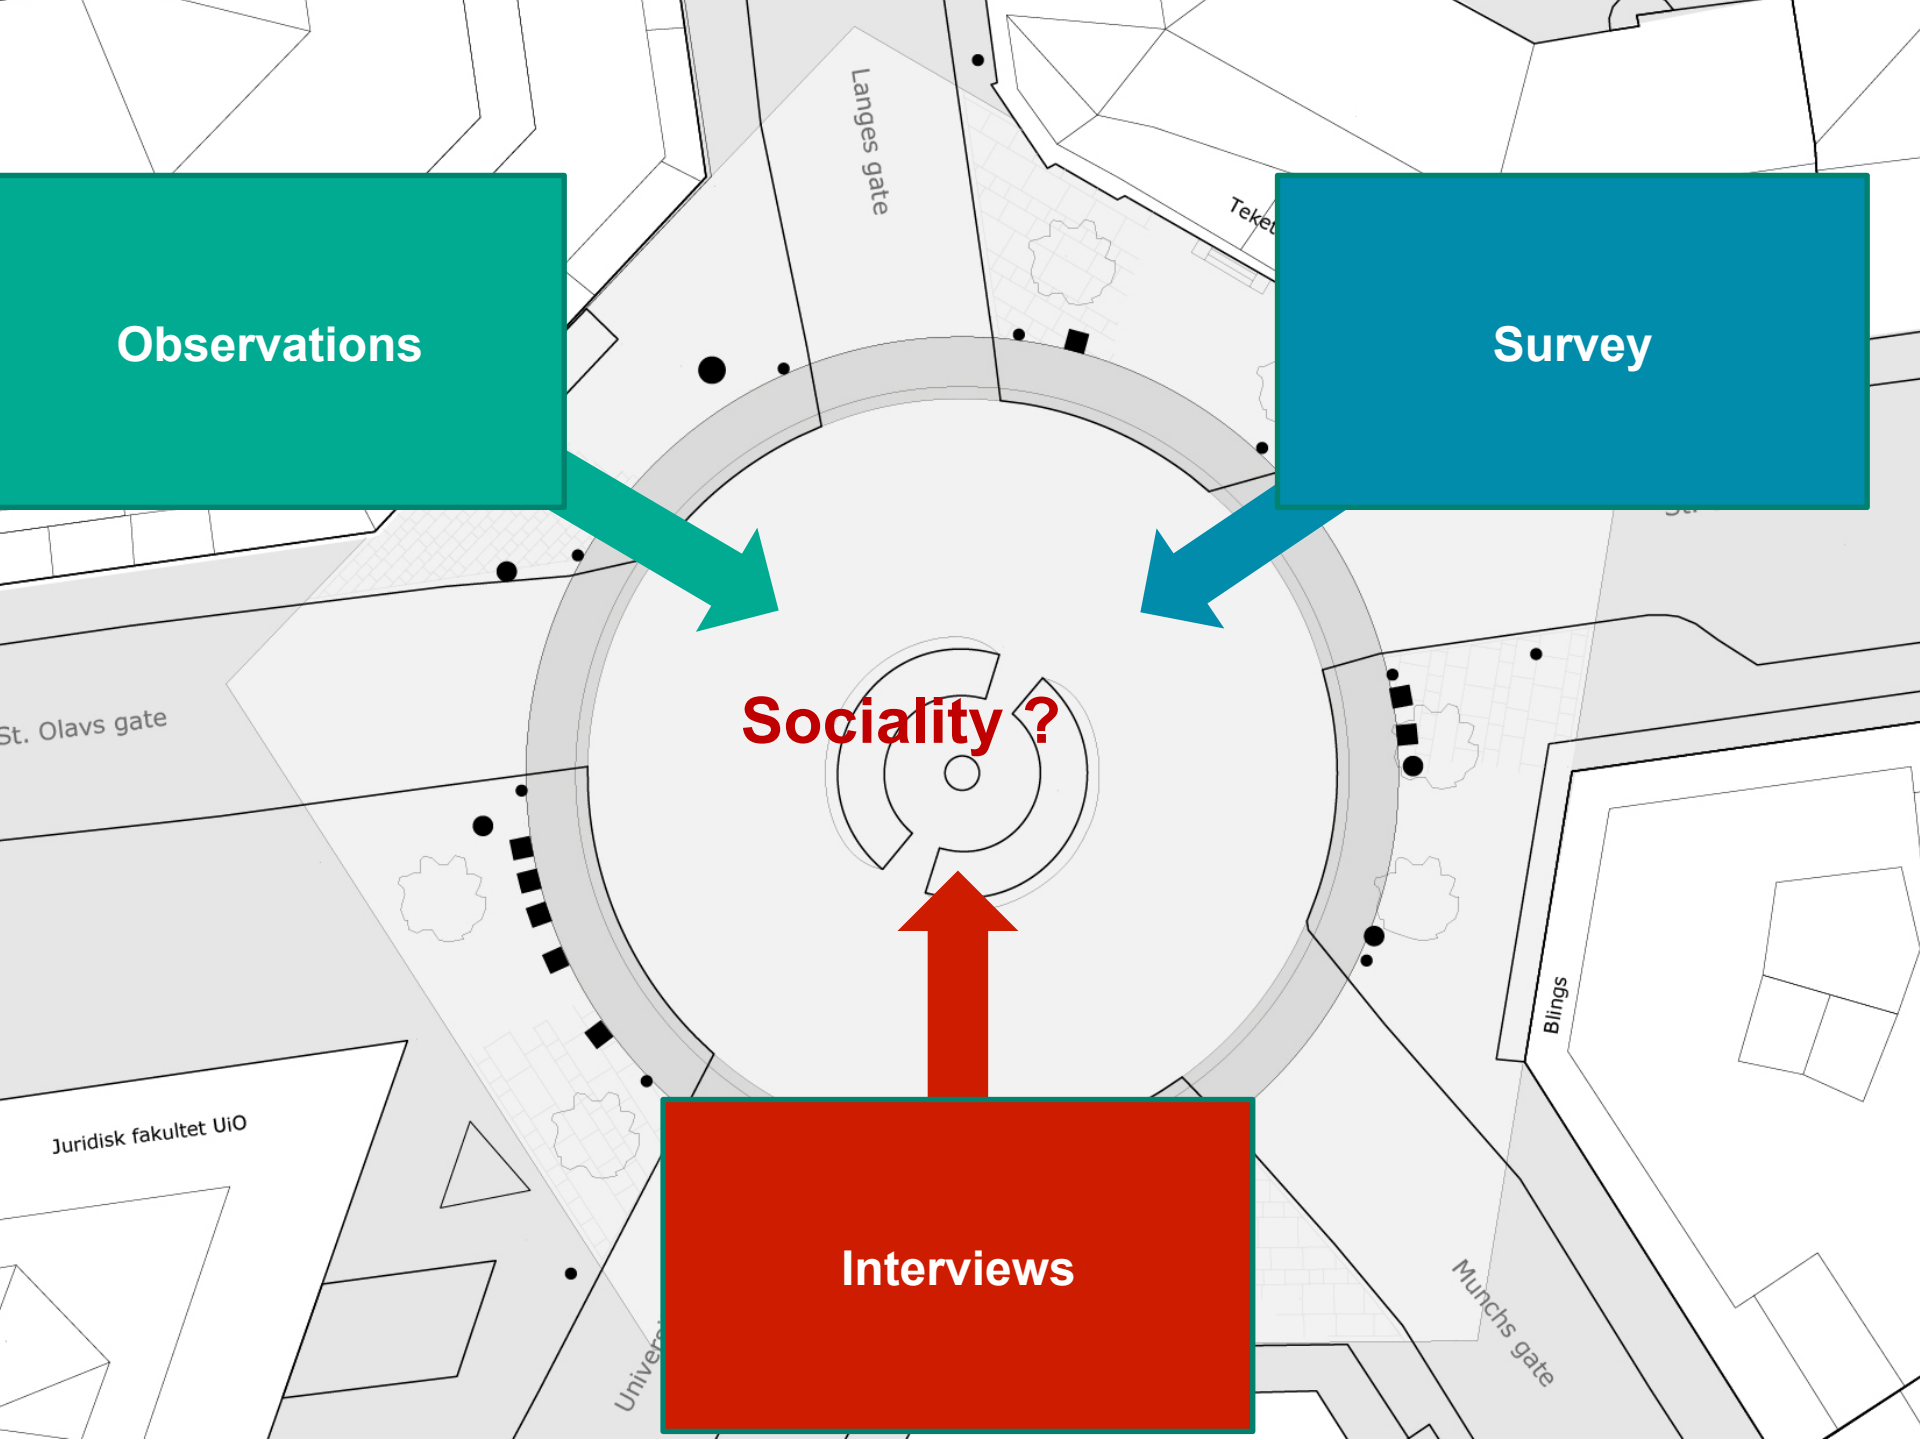 Langes gate
Observations
Survey
St. Olavs gate
Sociality ?
Blings
Juridisk fakultet UiO
Interviews
Munchs gate